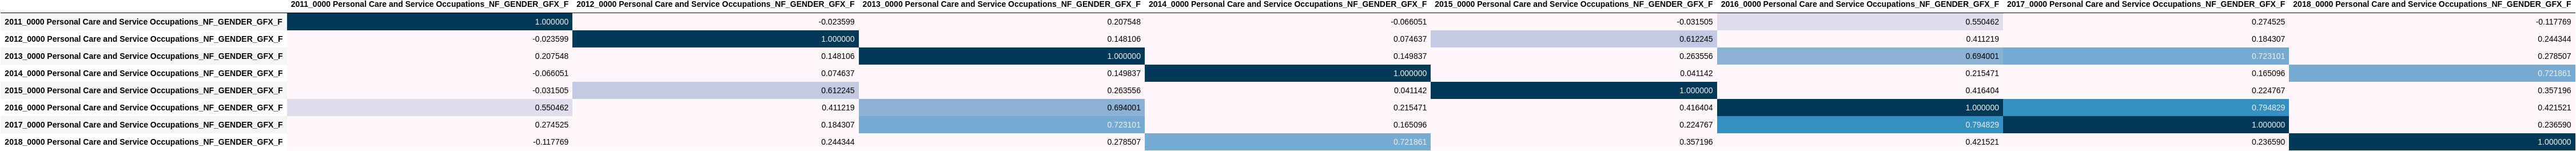 2011_0000 Personal Care and Service Occupations_NF_GENDER_GFX_F 2012_0000 Personal Care and Service Occupations_NF_GENDER_GFX_F 2013_0000 Personal Care and Service Occupations_NF_GENDER_GFX_F 2014_0000 Personal Care and Service Occupations_NF_GENDER_GFX_F 2015_0000 Personal Care and Service Occupations_NF_GENDER_GFX_F 2016_0000 Personal Care and Service Occupations_NF_GENDER_GFX_F 2017_0000 Personal Care and Service Occupations_NF_GENDER_GFX_F 2018_0000 Personal Care and Service Occupations_NF_GENDER_GFX_F
2011_0000 Personal Care and Service Occupations_NF_GENDER_GFX_F 1.000000 -0.023599 0.207548 -0.066051 -0.031505 0.550462 0.274525 -0.117769
2012_0000 Personal Care and Service Occupations_NF_GENDER_GFX_F -0.023599 1.000000 0.148106 0.074637 0.612245 0.411219 0.184307 0.244344
2013_0000 Personal Care and Service Occupations_NF_GENDER_GFX_F 0.207548 0.148106 1.000000 0.149837 0.263556 0.694001 0.723101 0.278507
2014_0000 Personal Care and Service Occupations_NF_GENDER_GFX_F -0.066051 0.074637 0.149837 1.000000 0.041142 0.215471 0.165096 0.721861
2015_0000 Personal Care and Service Occupations_NF_GENDER_GFX_F -0.031505 0.612245 0.263556 0.041142 1.000000 0.416404 0.224767 0.357196
2016_0000 Personal Care and Service Occupations_NF_GENDER_GFX_F 0.550462 0.411219 0.694001 0.215471 0.416404 1.000000 0.794829 0.421521
2017_0000 Personal Care and Service Occupations_NF_GENDER_GFX_F 0.274525 0.184307 0.723101 0.165096 0.224767 0.794829 1.000000 0.236590
2018_0000 Personal Care and Service Occupations_NF_GENDER_GFX_F -0.117769 0.244344 0.278507 0.721861 0.357196 0.421521 0.236590 1.000000